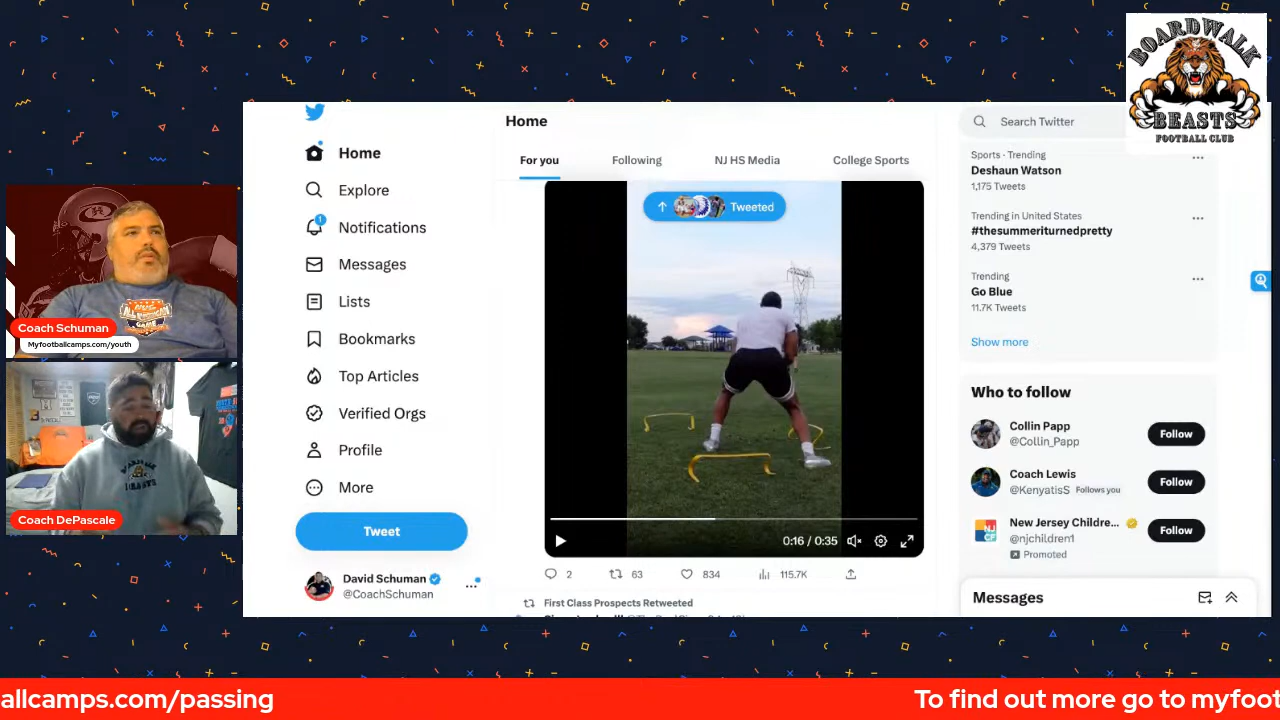 BOARDWALK
BEASTS
FOOTBALL CLUB
Home
Explore
1
Notifications
Messages
Lists
Bookmarks
Top Articles
Verified Orgs
Profile
More
Tweet
David Schuman
@CoachSchuman
Home
For you
Following
NJ HS Media
College Sports
Tweeted
0:16 / 0:35
2
63
834
115.7K
First Class Prospects Retweeted
Search Twitter
Sports · Trending
Deshaun Watson
1,175 Tweets
Trending in United States
#thesummeriturnedpretty
4,379 Tweets
Trending
Go Blue
11.7K Tweets
Show more
Who to follow
Collin Papp
@Collin_Papp
Follow
Coach Lewis
@KenyatisS Follows you
Follow
New Jersey Childre...
@njchildren1
Promoted
Follow
Messages
Coach Schuman
Myfootballcamps.com/youth
Coach DePascale
BOARDWALK
BEASTS
allcamps.com/passing
To find out more go to myfoot